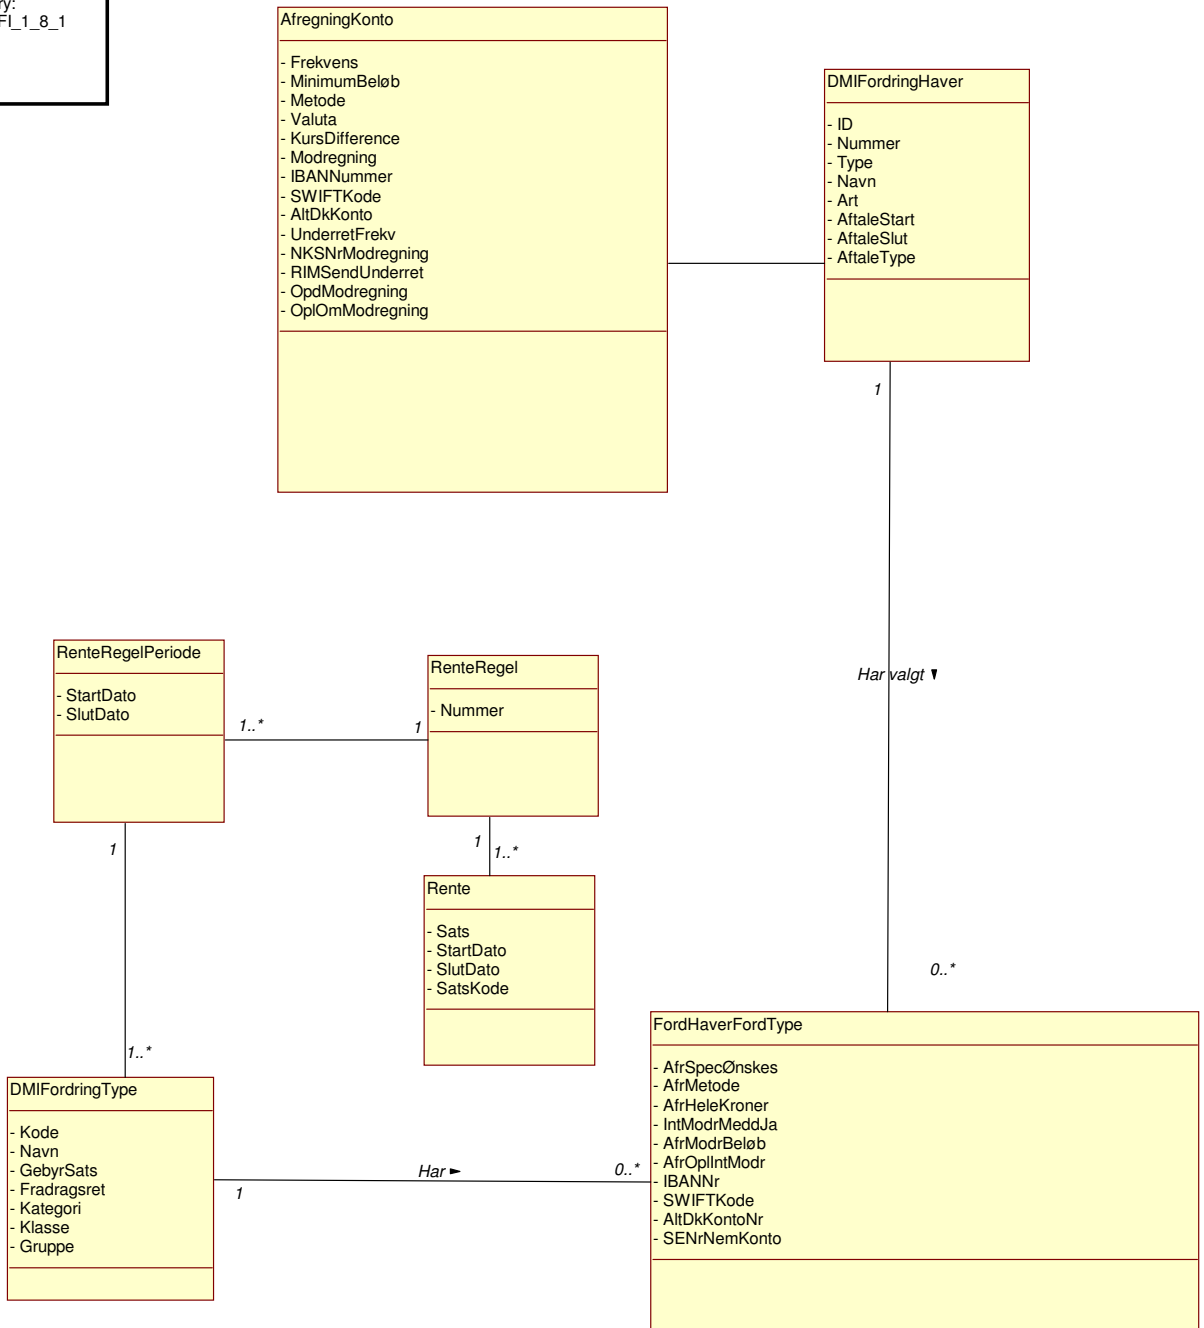 ry:
FI_1_8_1
AfregningKonto
- Frekvens
- MinimumBeløb
- Metode
- Valuta
- KursDifference
- Modregning
- IBANNummer
- SWIFTKode
- AltDkKonto
- UnderretFrekv
- NKSNrModregning
- RIMSendUnderret
- OpdModregning
- OplOmModregning
DMIFordringHaver
- ID
- Nummer
- Type
- Navn
- Art
- AftaleStart
- AftaleSlut
- AftaleType
1
Har valgt
0..*
RenteRegelPeriode
- StartDato
- SlutDato
1..*
1
RenteRegel
- Nummer
1
1..*
Rente
- Sats
- StartDato
- SlutDato
- SatsKode
1
1..*
DMIFordringType
- Kode
- Navn
- GebyrSats
- Fradragsret
- Kategori
- Klasse
- Gruppe
1
Har
0..*
FordHaverFordType
- AfrSpecØnskes
- AfrMetode
- AfrHeleKroner
- IntModrMeddJa
- AfrModrBeløb
- AfrOplIntModr
- IBANNr
- SWIFTKode
- AltDkKontoNr
- SENrNemKonto